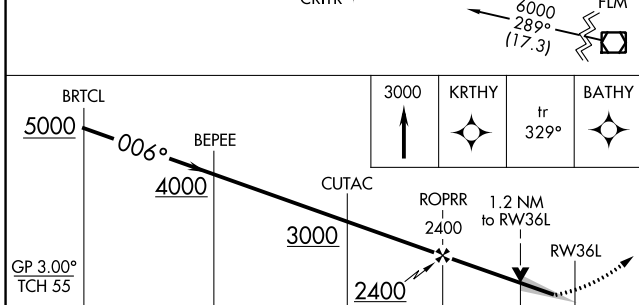 CRITR
FLM
6000
289°
(17.3)
3000
KRTHY
tr
329°
BATHY
BRTCL
5000
006°
BEPEE
4000
CUTAC
3000
ROPRR
2400
1.2 NM
to RW36L
RW36L
2400
GP 3.00°
TCH 55